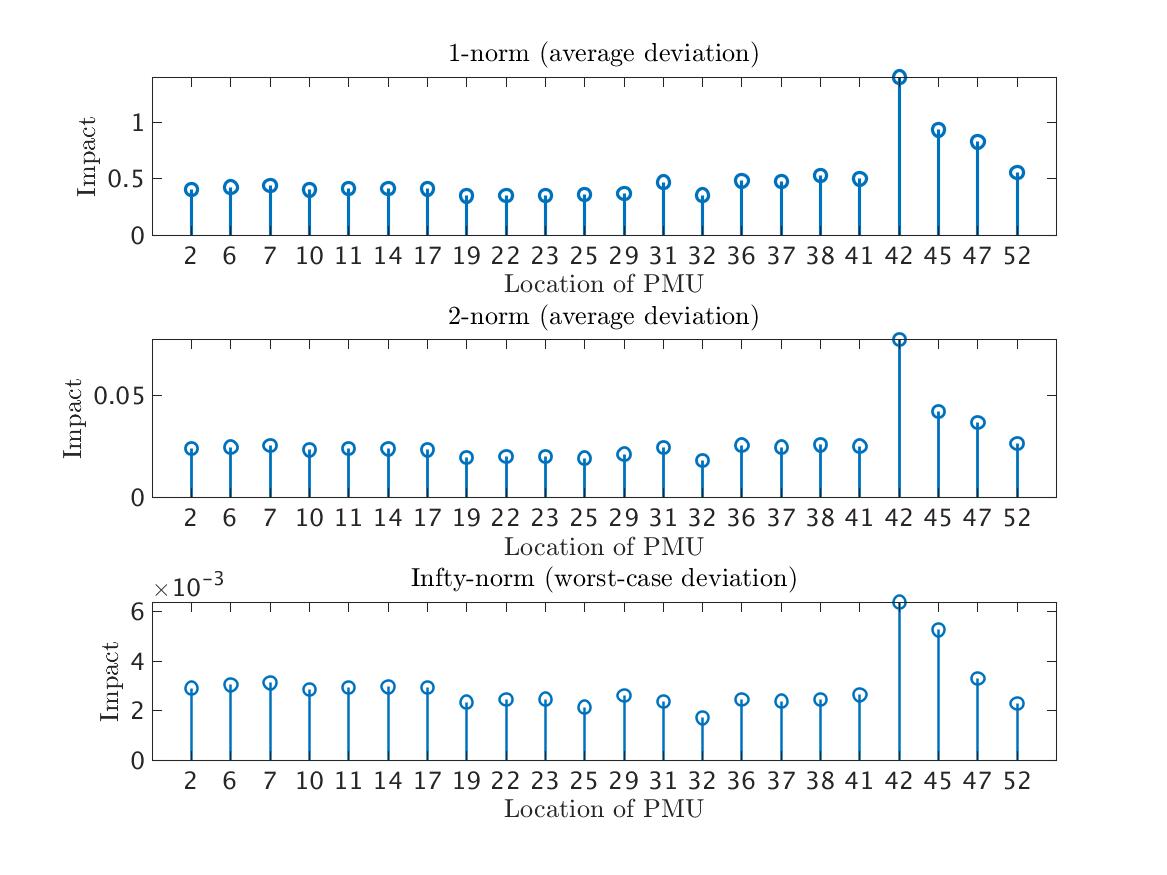 1-norm (average deviation)
Impact
1
0.5
0
2 6 7 10 11 14 17 19 22 23 25 29 31 32 36 37 38 41 42 45 47 52
Location of PMU
2-norm (average deviation)
Impact
0.05
0
2 6 7 10 11 14 17 19 22 23 25 29 31 32 36 37 38 41 42 45 47 52
Location of PMU
Infty-norm (worst-case deviation)
×10⁻³
Impact
6
4
2
0
2 6 7 10 11 14 17 19 22 23 25 29 31 32 36 37 38 41 42 45 47 52
Location of PMU